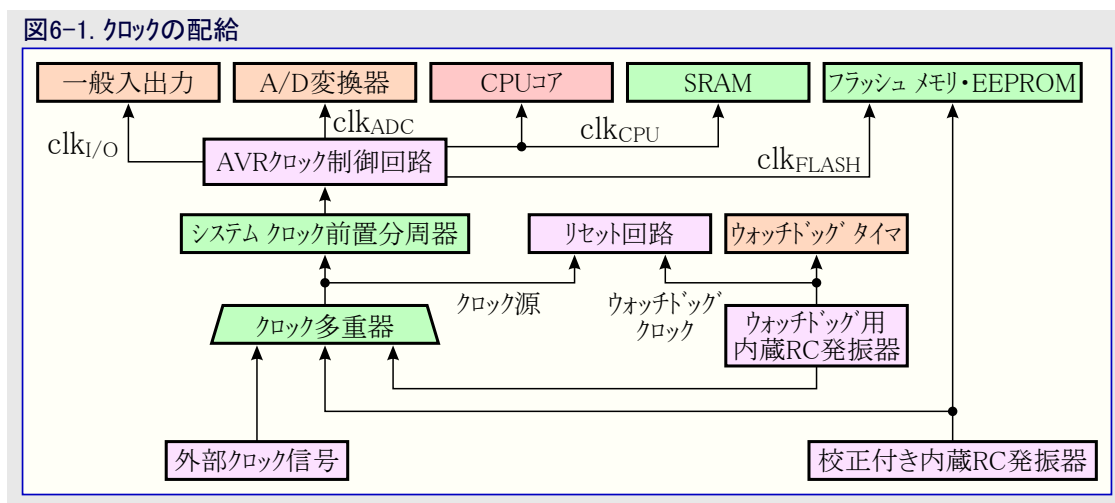 図6-1. クロックの配給
一般入出力
A/D変換器
CPUコア
SRAM
フラッシュ メモリ・EEPROM
clkI/O
clkADC
clkCPU
clkFLASH
AVRクロック制御回路
システム クロック前置分周器
リセット回路
ウォッチドッグ タイマ
クロック源
ウォッチドッグ
クロック
クロック多重器
ウォッチドッグ用
内蔵RC発振器
外部クロック信号
校正付き内蔵RC発振器